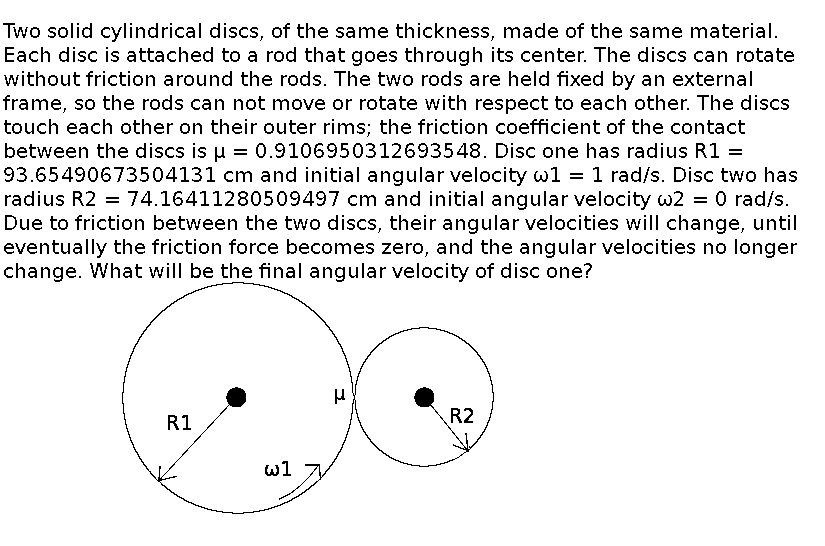 Two solid cylindrical discs, of the same thickness, made of the same material.
Each disc is attached to a rod that goes through its center. The discs can rotate
without friction around the rods. The two rods are held fixed by an external
frame, so the rods can not move or rotate with respect to each other. The discs
touch each other on their outer rims; the friction coefficient of the contact
between the discs is μ = 0.9106950312693548. Disc one has radius R1 =
93.65490673504131 cm and initial angular velocity ω1 = 1 rad/s. Disc two has
radius R2 = 74.16411280509497 cm and initial angular velocity ω2 = 0 rad/s.
Due to friction between the two discs, their angular velocities will change, until
eventually the friction force becomes zero, and the angular velocities no longer
change. What will be the final angular velocity of disc one?
μ
R1
R2
ω1